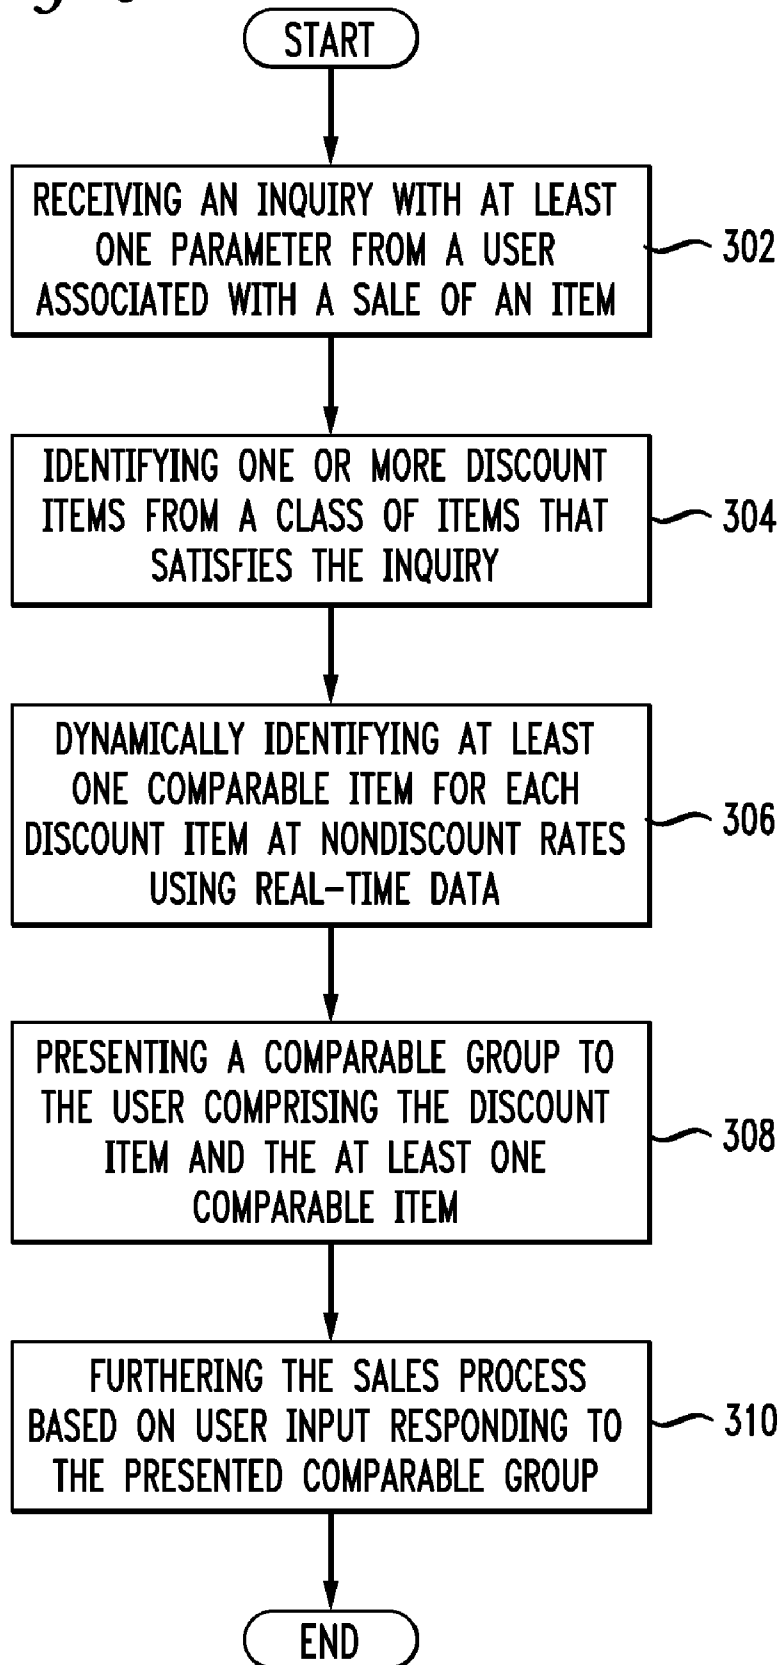 START
RECEIVING AN INQUIRY WITH AT LEAST
ONE PARAMETER FROM A USER
ASSOCIATED WITH A SALE OF AN ITEM
302
IDENTIFYING ONE OR MORE DISCOUNT
ITEMS FROM A CLASS OF ITEMS THAT
SATISFIES THE INQUIRY
304
DYNAMICALLY IDENTIFYING AT LEAST
ONE COMPARABLE ITEM FOR EACH
DISCOUNT ITEM AT NONDISCOUNT RATES
USING REAL-TIME DATA
306
PRESENTING A COMPARABLE GROUP TO
THE USER COMPRISING THE DISCOUNT
ITEM AND THE AT LEAST ONE
COMPARABLE ITEM
308
FURTHERING THE SALES PROCESS
BASED ON USER INPUT RESPONDING TO
THE PRESENTED COMPARABLE GROUP
310
END